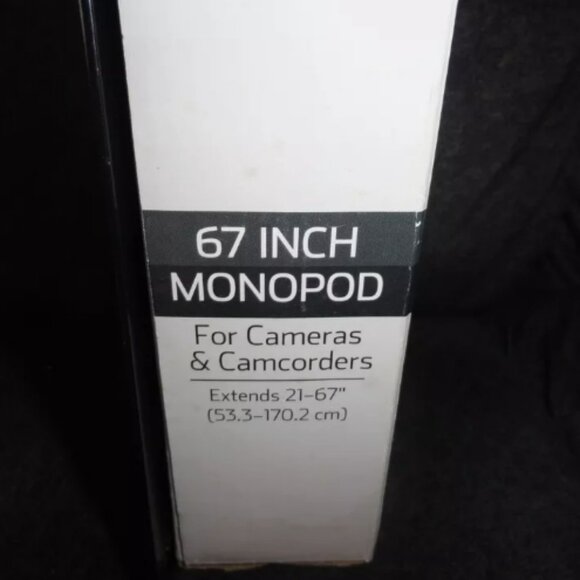 67 INCH
MONOPOD
For Cameras
& Camcorders
Extends 21-67"
(53.3-170.2 cm)